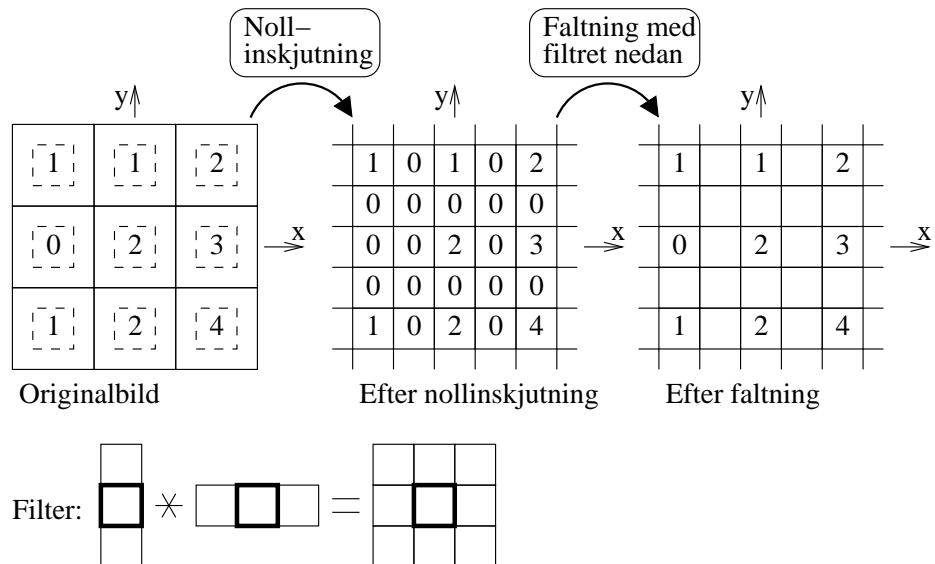 Noll–
inskjutning
Faltning med
filtret nedan
y
y
y
1 1 2
1 0 1 0 2
1 1 2
0 0 0 0 0
0 2 3
x
0 0 2 0 3
x
0 2 3
x
0 0 0 0 0
1 2 4
1 0 2 0 4
1 2 4
Originalbild
Efter nollinskjutning
Efter faltning
Filter: